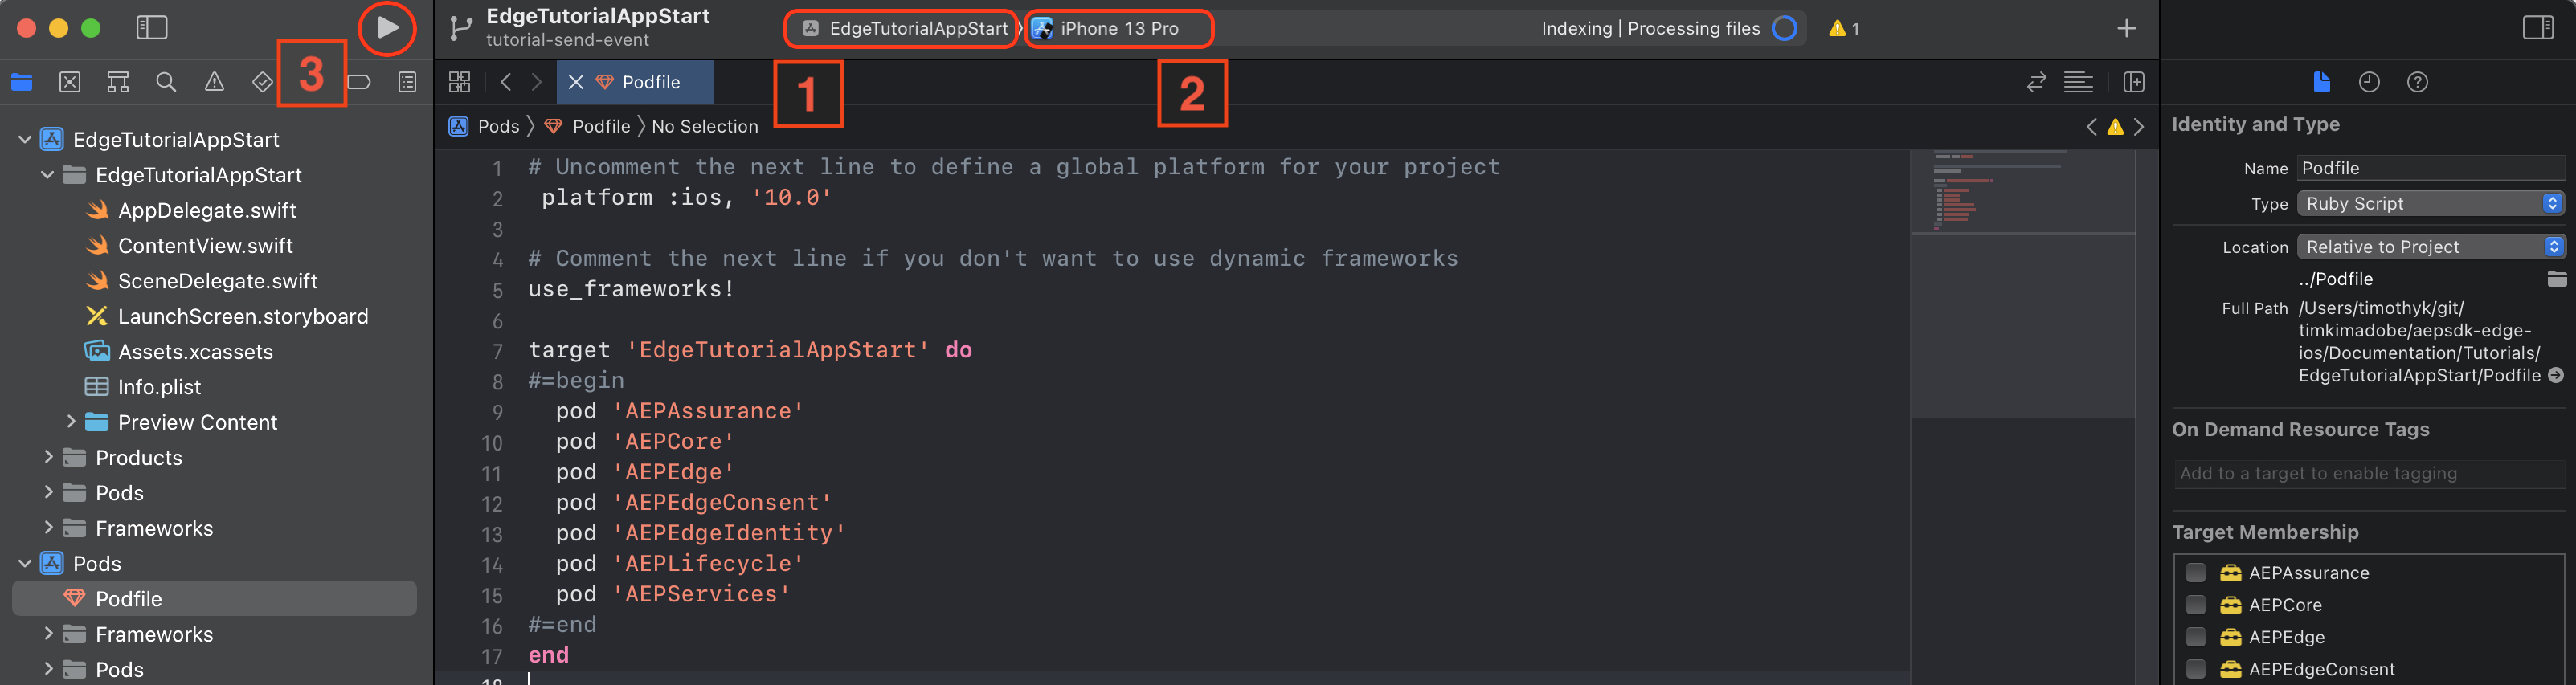 EdgeTutorialAppStart
tutorial-send-event
EdgeTutorialAppStart
iPhone 13 Pro
Indexing | Processing files
1
3
1
2
Podfile
Pods
Podfile
No Selection
EdgeTutorialAppStart
EdgeTutorialAppStart
AppDelegate.swift
ContentView.swift
SceneDelegate.swift
LaunchScreen.storyboard
Assets.xcassets
Info.plist
Preview Content
Products
Pods
Frameworks
Pods
Podfile
Frameworks
Pods
1 # Uncomment the next line to define a global platform for your project
2 platform :ios, '10.0'
3
4 # Comment the next line if you don't want to use dynamic frameworks
5 use_frameworks!
6
7 target 'EdgeTutorialAppStart' do
8 #=begin
9 pod 'AEPAssurance'
10 pod 'AEPCore'
11 pod 'AEPEdge'
12 pod 'AEPEdgeConsent'
13 pod 'AEPEdgeIdentity'
14 pod 'AEPLifecycle'
15 pod 'AEPServices'
16 #=end
17 end
18
Identity and Type
Name Podfile
Type Ruby Script
Location Relative to Project
../Podfile
Full Path /Users/timothyk/git/
timkimadobe/aepsdk-edge-
ios/Documentation/Tutorials/
EdgeTutorialAppStart/Podfile
On Demand Resource Tags
Add to a target to enable tagging
Target Membership
AEPAssurance
AEPCore
AEPEdge
AEPEdgeConsent